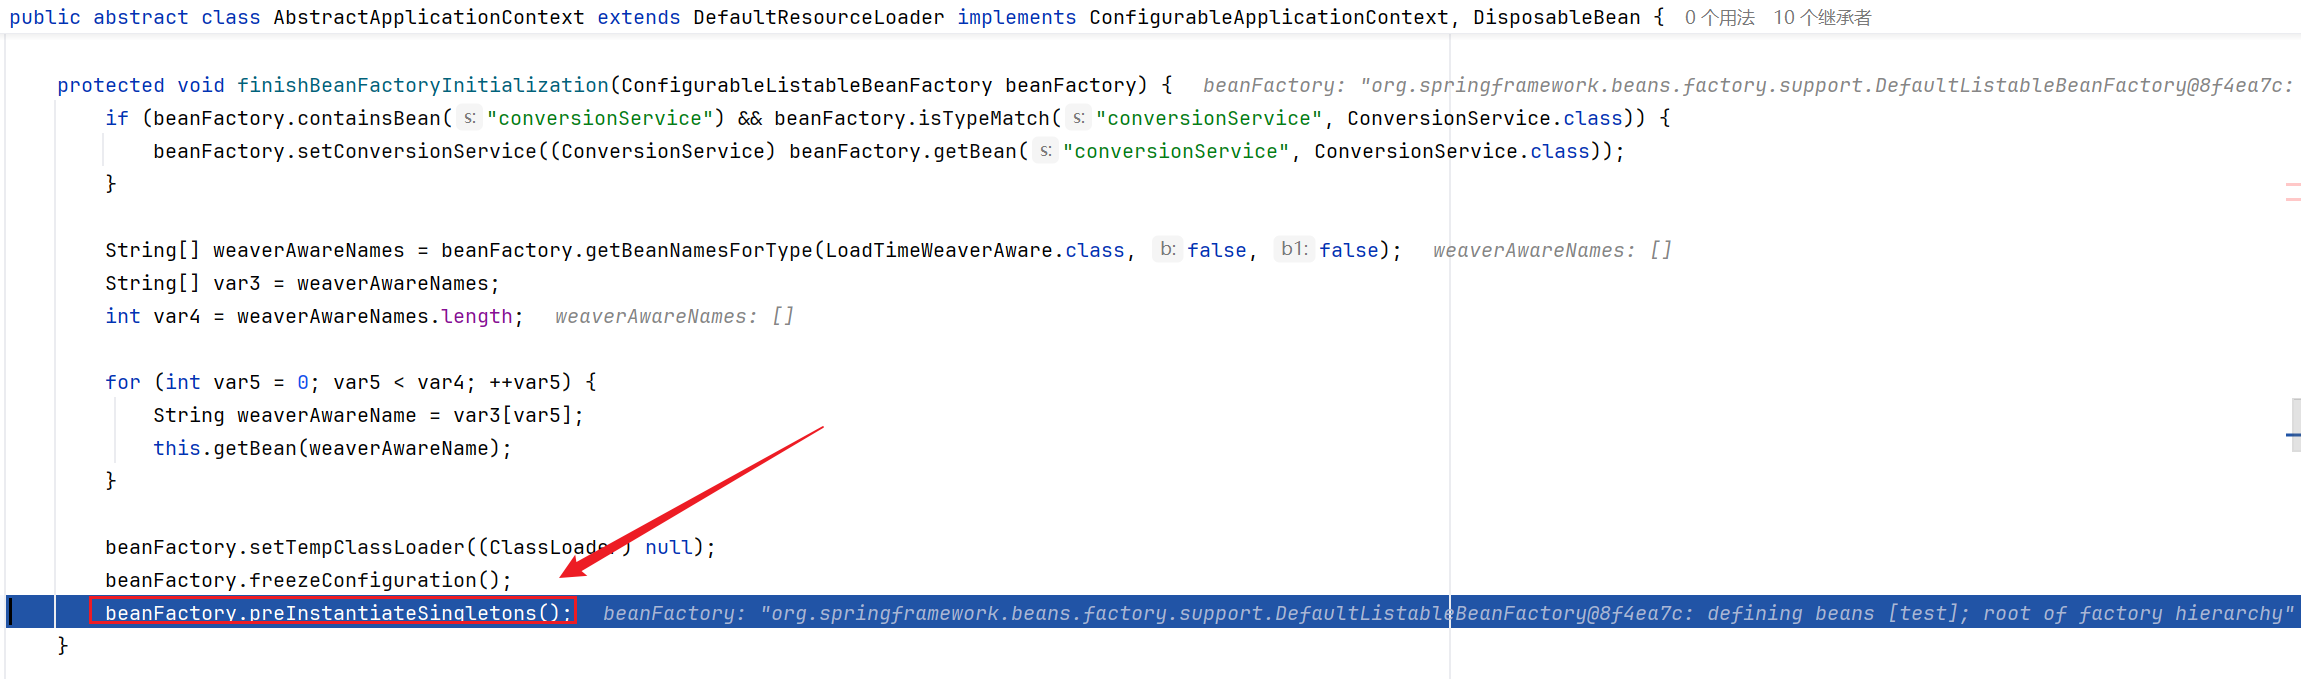 public abstract class AbstractApplicationContext extends DefaultResourceLoader implements ConfigurableApplicationContext, DisposableBean { 0 个用法 10 个继承者
protected void finishBeanFactoryInitialization(ConfigurableListableBeanFactory beanFactory) { beanFactory: "org.springframework.beans.factory.support.DefaultListableBeanFactory@8f4ea7c:
if (beanFactory.containsBean( s: "conversionService") && beanFactory.isTypeMatch( s: "conversionService", ConversionService.class)) {
beanFactory.setConversionService((ConversionService) beanFactory.getBean( s: "conversionService", ConversionService.class));
}
String[] weaverAwareNames = beanFactory.getBeanNamesForType(LoadTimeWeaverAware.class, b: false, b1: false); weaverAwareNames: []
String[] var3 = weaverAwareNames;
int var4 = weaverAwareNames.length; weaverAwareNames: []
for (int var5 = 0; var5 < var4; ++var5) {
String weaverAwareName = var3[var5];
this.getBean(weaverAwareName);
}
beanFactory.setTempClassLoader((ClassLoader) null);
beanFactory.freezeConfiguration();
beanFactory.preInstantiateSingletons(); beanFactory: "org.springframework.beans.factory.support.DefaultListableBeanFactory@8f4ea7c: defining beans [test]; root of factory hierarchy"
}